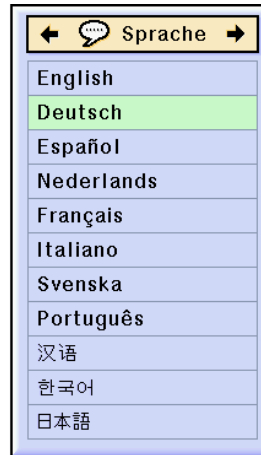 Sprache
English
Deutsch
Español
Nederlands
Français
Italiano
Svenska
Português
汉语
한국어
日本語